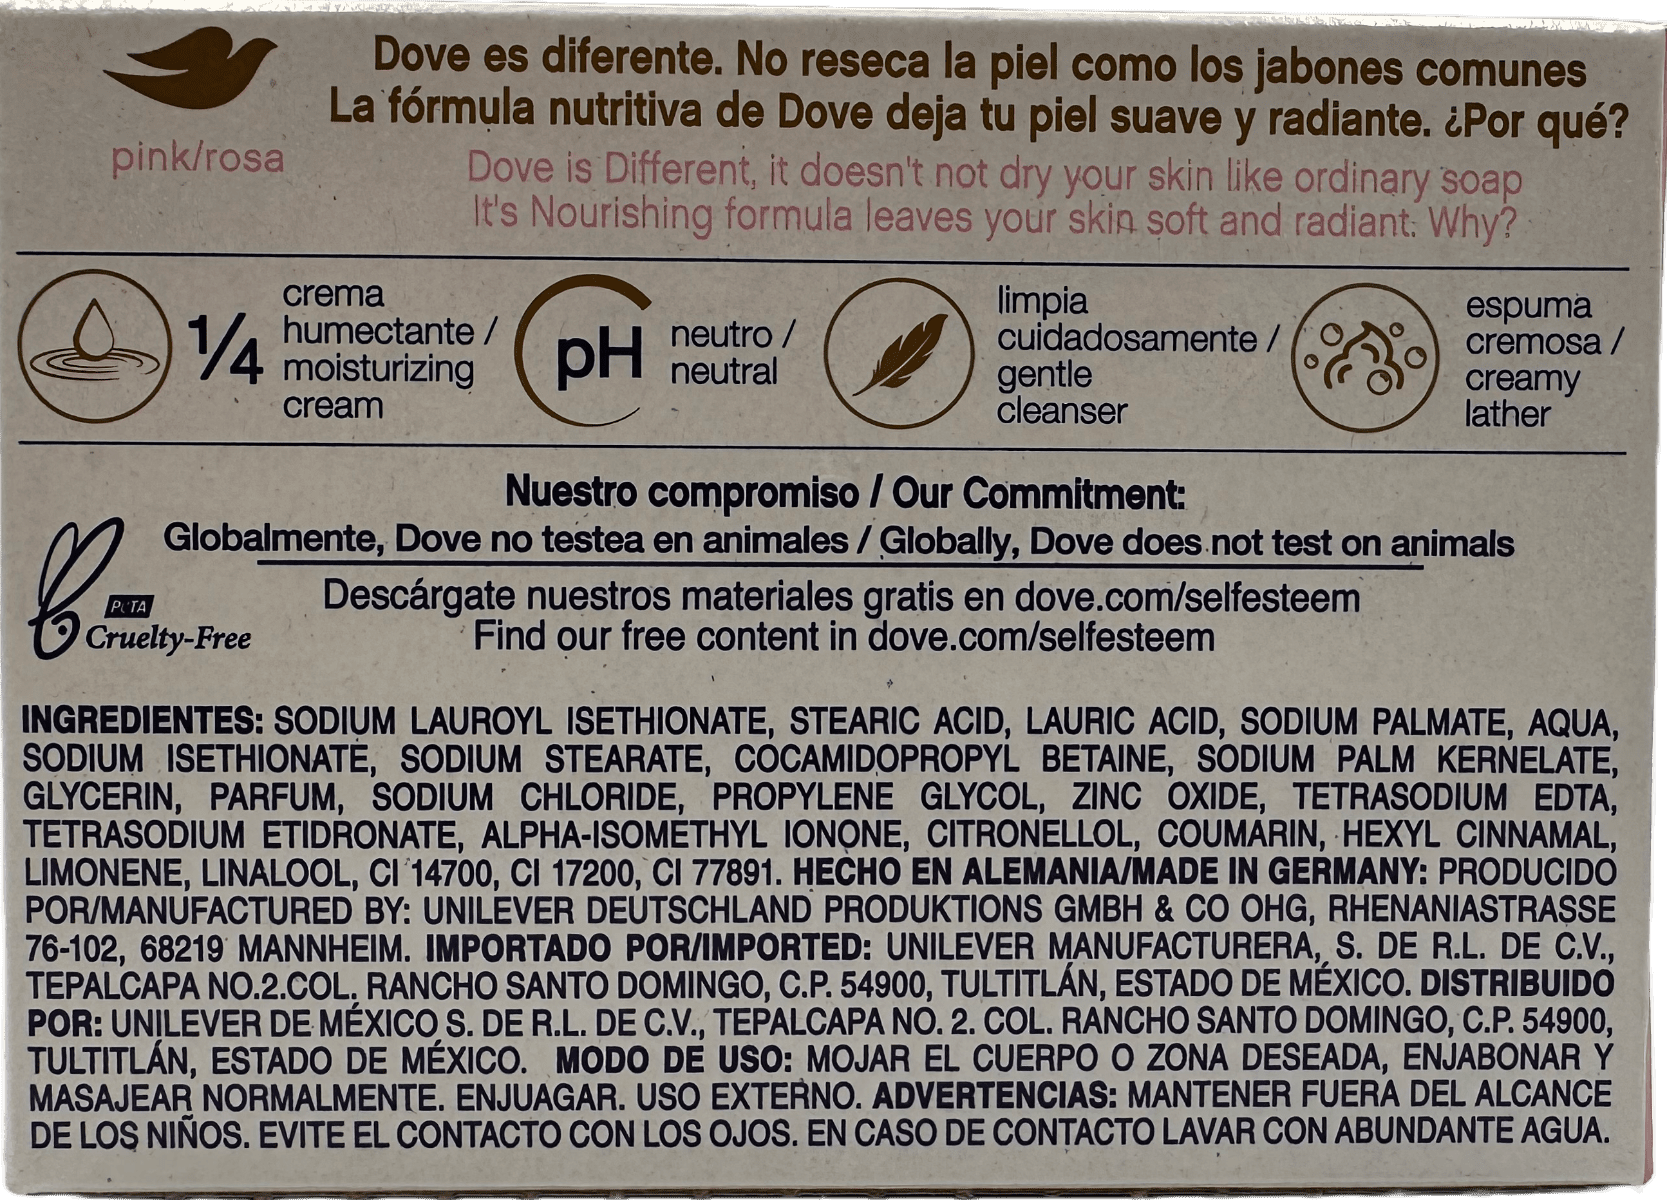 Dove es diferente. No reseca la piel como los jabones comunes
La fórmula nutritiva de Dove deja tu piel suave y radiante. ¿Por qué?
pink/rosa
Dove is Different, it doesn't not dry your skin like ordinary soap
It's Nourishing formula leaves your skin soft and radiant. Why?
1/4
crema
humectante /
moisturizing
cream
pH
neutro /
neutral
limpia
cuidadosamente /
gentle
cleanser
espuma
cremosa /
creamy
lather
Nuestro compromiso / Our Commitment:
Globalmente, Dove no testea en animales / Globally, Dove does not test on animals
PETA
Cruelty-Free
Descárgate nuestros materiales gratis en dove.com/selfesteem
Find our free content in dove.com/selfesteem
INGREDIENTES: SODIUM LAUROYL ISETHIONATE, STEARIC ACID, LAURIC ACID, SODIUM PALMATE, AQUA,
SODIUM ISETHIONATE, SODIUM STEARATE, COCAMIDOPROPYL BETAINE, SODIUM PALM KERNELATE,
GLYCERIN, PARFUM, SODIUM CHLORIDE, PROPYLENE GLYCOL, ZINC OXIDE, TETRASODIUM EDTA,
TETRASODIUM ETIDRONATE, ALPHA-ISOMETHYL IONONE, CITRONELLOL, COUMARIN, HEXYL CINNAMAL,
LIMONENE, LINALOOL, CI 14700, CI 17200, CI 77891. HECHO EN ALEMANIA/MADE IN GERMANY: PRODUCIDO
POR/MANUFACTURED BY: UNILEVER DEUTSCHLAND PRODUKTIONS GMBH & CO OHG, RHENANIASTRASSE
76-102, 68219 MANNHEIM. IMPORTADO POR/IMPORTED: UNILEVER MANUFACTURERA, S. DE R.L. DE C.V.,
TEPALCAPA NO.2.COL. RANCHO SANTO DOMINGO, C.P. 54900, TULTITLÁN, ESTADO DE MÉXICO. DISTRIBUIDO
POR: UNILEVER DE MÉXICO S. DE R.L. DE C.V., TEPALCAPA NO. 2. COL. RANCHO SANTO DOMINGO, C.P. 54900,
TULTITLÁN, ESTADO DE MÉXICO. MODO DE USO: MOJAR EL CUERPO O ZONA DESEADA, ENJABONAR Y
MASAJEAR NORMALMENTE. ENJUAGAR. USO EXTERNO. ADVERTENCIAS: MANTENER FUERA DEL ALCANCE
DE LOS NIÑOS. EVITE EL CONTACTO CON LOS OJOS. EN CASO DE CONTACTO LAVAR CON ABUNDANTE AGUA.